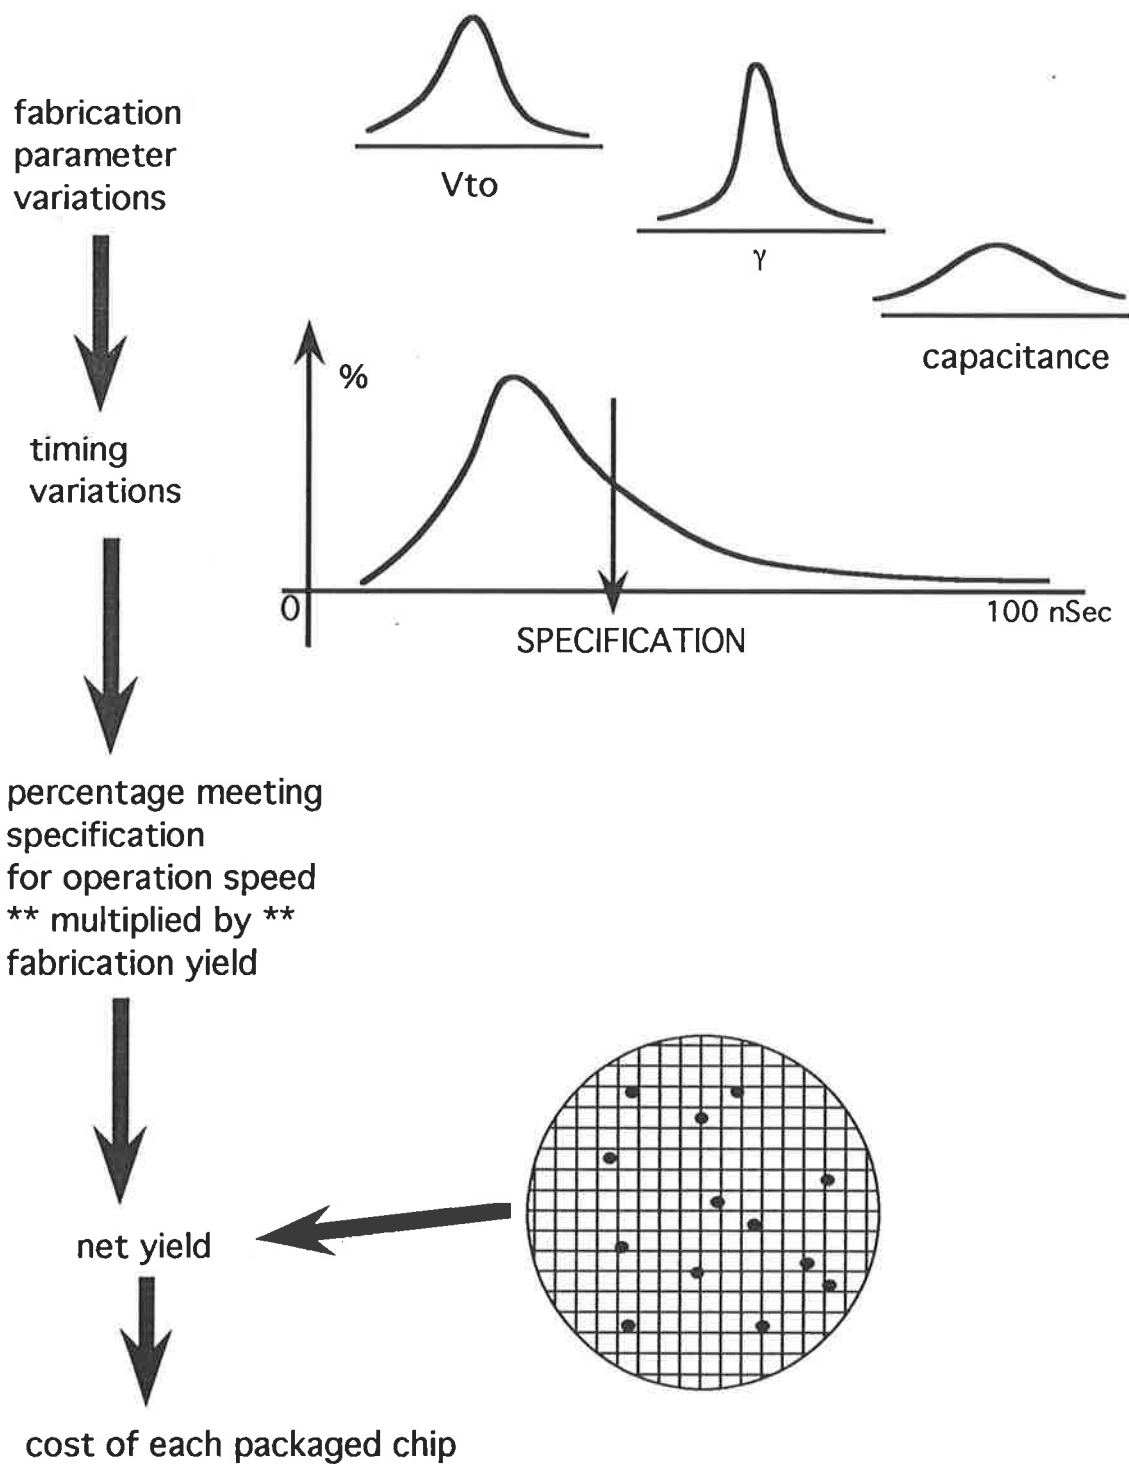 fabrication
parameter
variations
Vto
γ
capacitance
%
timing
variations
0
100 nSec
SPECIFICATION
percentage meeting
specification
for operation speed
** multiplied by **
fabrication yield
net yield
cost of each packaged chip